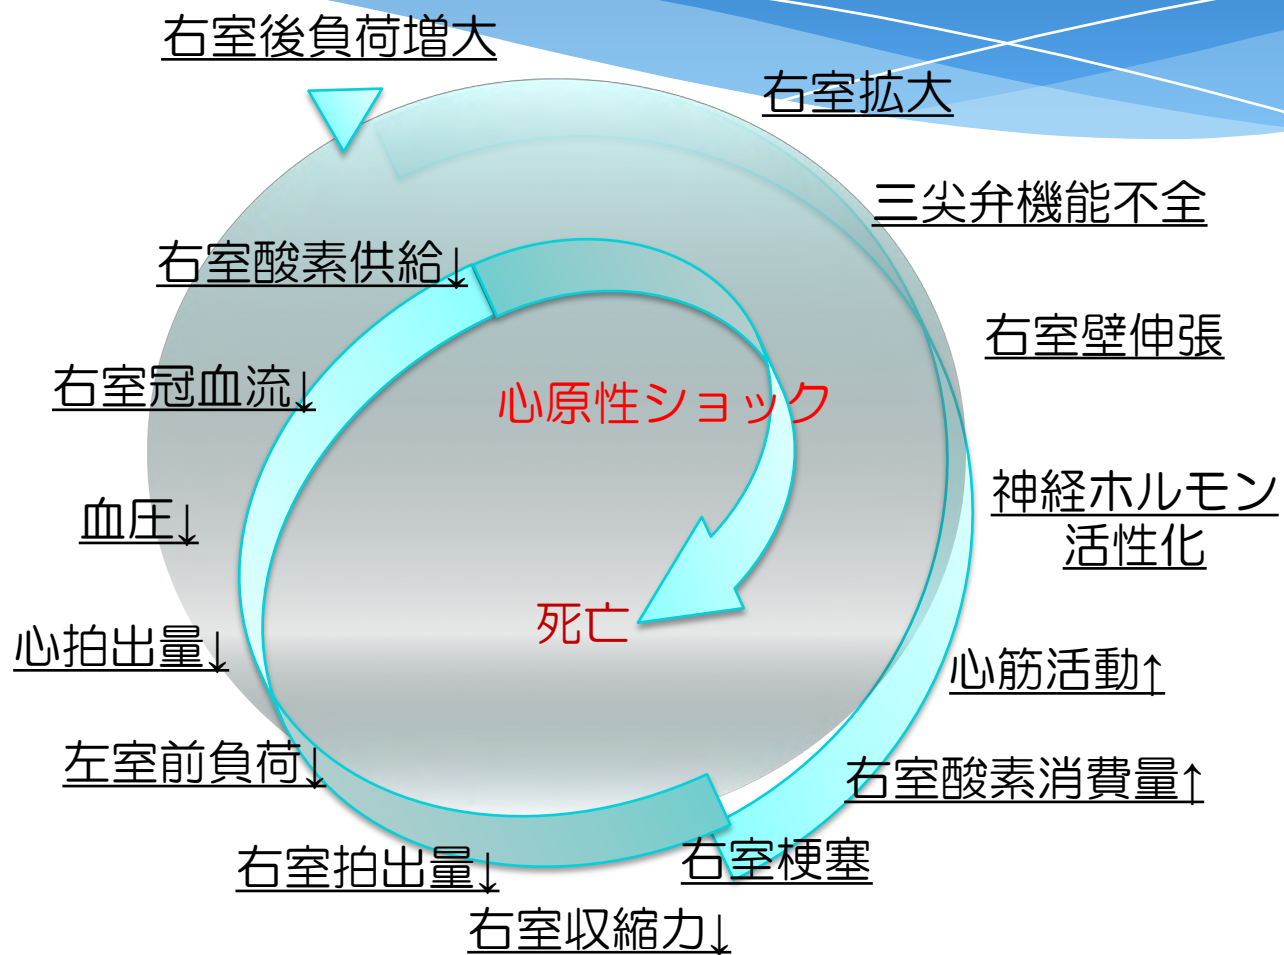 右室後負荷増大
右室拡大
三尖弁機能不全
右室壁伸張
神経ホルモン
活性化
心筋活動↑
右室酸素消費量↑
右室梗塞
右室収縮力↓
右室拍出量↓
左室前負荷↓
心拍出量↓
血圧↓
右室冠血流↓
右室酸素供給↓
心原性ショック
死亡